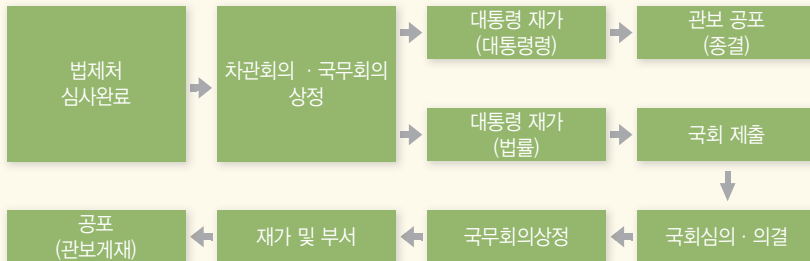 법제처
심사완료
차관회의 · 국무회의
상정
대통령 재가
(대통령령)
관보 공포
(종결)
대통령 재가
(법률)
국회 제출
국회심의 · 의결
국무회의상정
재가 및 부서
공포
(관보게재)